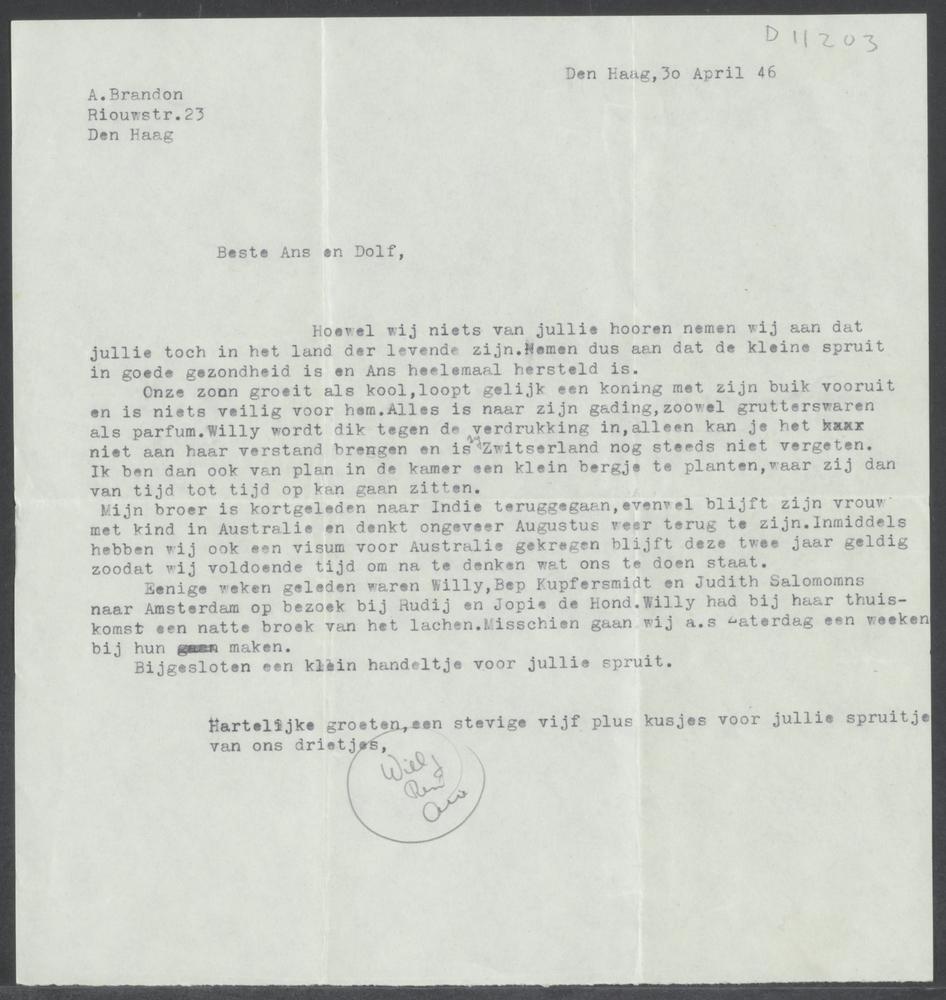 D 11203
Den Haag,3o April 46
A.Brandon
Riouwstr.23
Den Haag
Beste Ans en Dolf,
Hoewel wij niets van jullie hooren nemen wij aan dat
jullie toch in het land der levende zijn.Nemen dus aan dat de kleine spruit
in goede gezondheid is en Ans heelemaal hersteld is.
Onze zoon groeit als kool,loopt gelijk een koning met zijn buik vooruit
en is niets veilig voor hem.Alles is naar zijn gading,zoowel grutterswaren
als parfum.Willy wordt dik tegen de verdrukking in,alleen kan je het
niet aan haar verstand brengen en is zij Zwitserland nog steeds niet vergeten.
Ik ben dan ook van plan in de kamer een klein bergje te planten,waar zij dan
van tijd tot tijd op kan gaan zitten.
Mijn broer is kortgeleden naar Indie teruggegaan,evenwel blijft zijn vrouw
met kind in Australie en denkt ongeveer Augustus weer terug te zijn.Inmiddels
hebben wij ook een visum voor Australie gekregen blijft deze twee jaar geldig
zoodat wij voldoende tijd om na te denken wat ons te doen staat.
Eenige weken geleden waren Willy,Bep Kupfersmidt en Judith Salomomns
naar Amsterdam op bezoek bij Rudij en Jopie de Hond.Willy had bij haar thuis-
komst een natte broek van het lachen.Misschien gaan wij a.s Zaterdag een weeken
bij hun gaan maken.
Bijgesloten een klein handeltje voor jullie spruit.
Hartelijke groeten,een stevige vijf plus kusjes voor jullie spruitje
van ons drietjes,
Willy
René